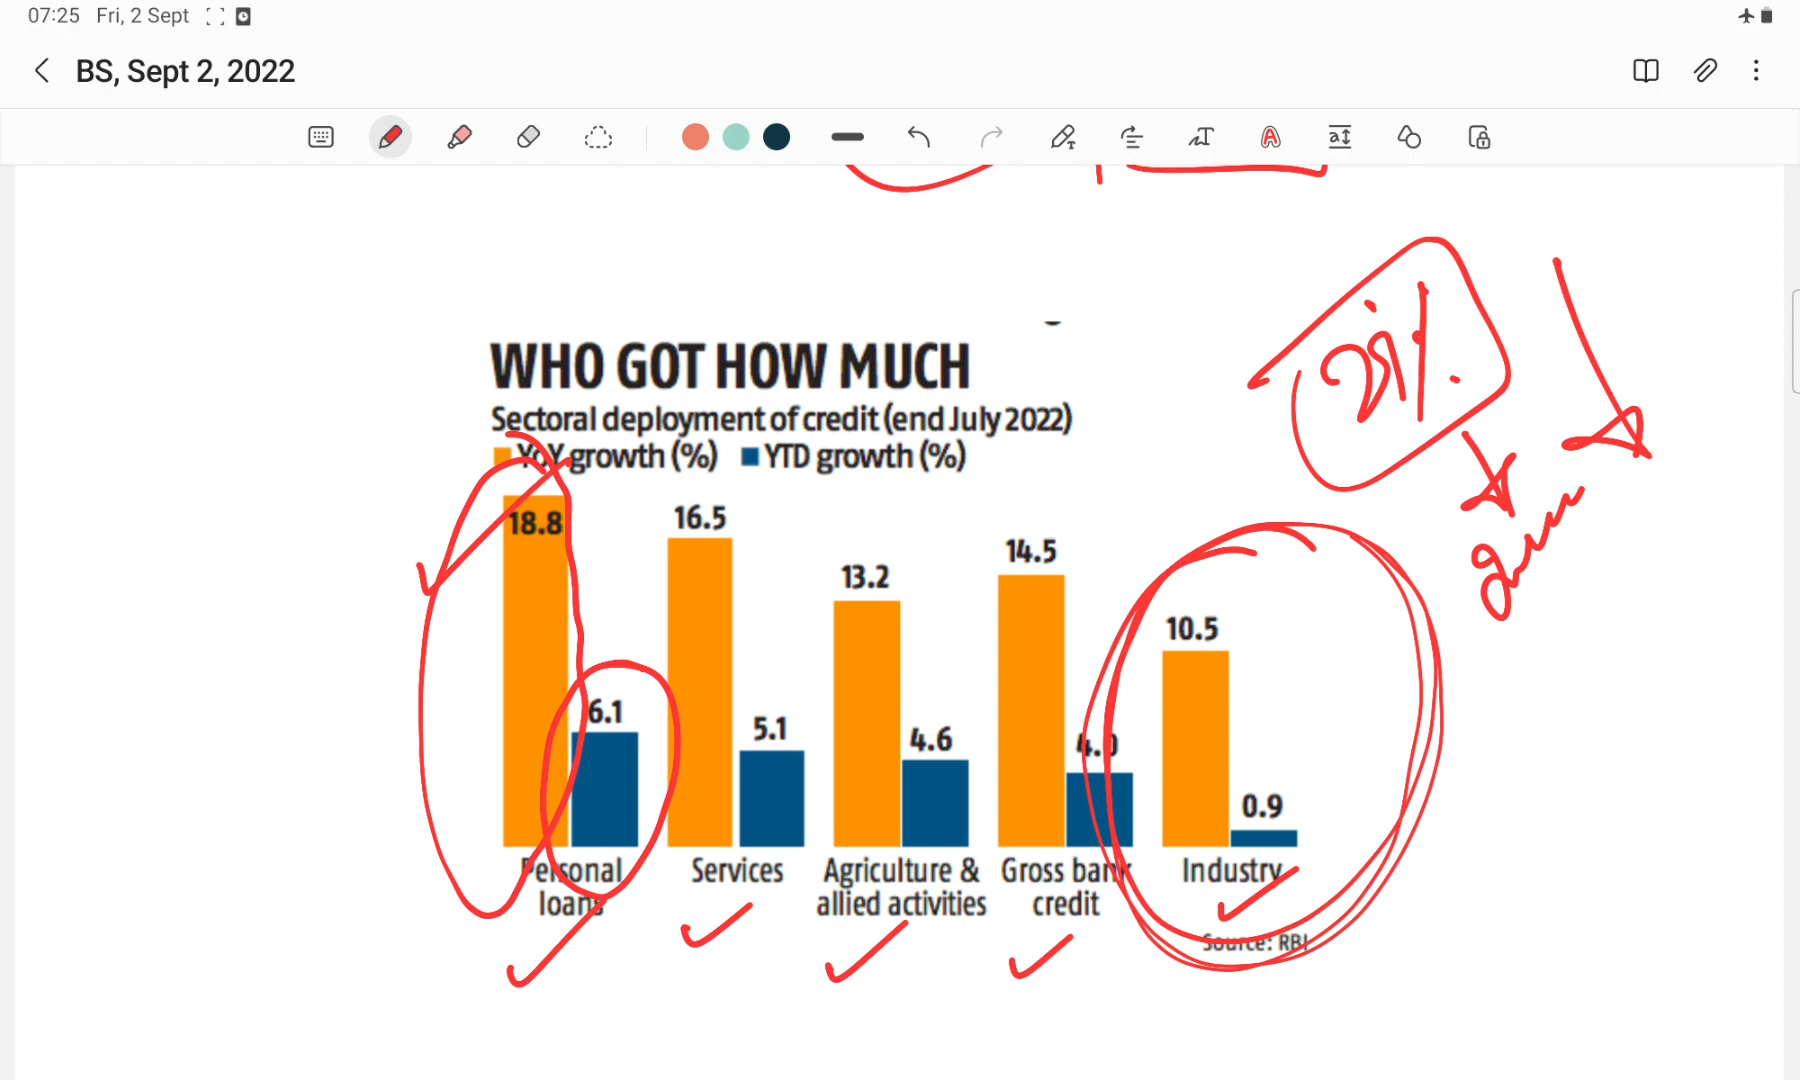 07:25 Fri, 2 Sept
BS, Sept 2, 2022
WHO GOT HOW MUCH
Sectoral deployment of credit (end July 2022)
YoY growth (%) YTD growth (%)
18.8 16.5 13.2 14.5 10.5
6.1 5.1 4.6 4.0 0.9
Personal loans
Services
Agriculture &
allied activities
Gross bank
credit
Industry
Source: RBI